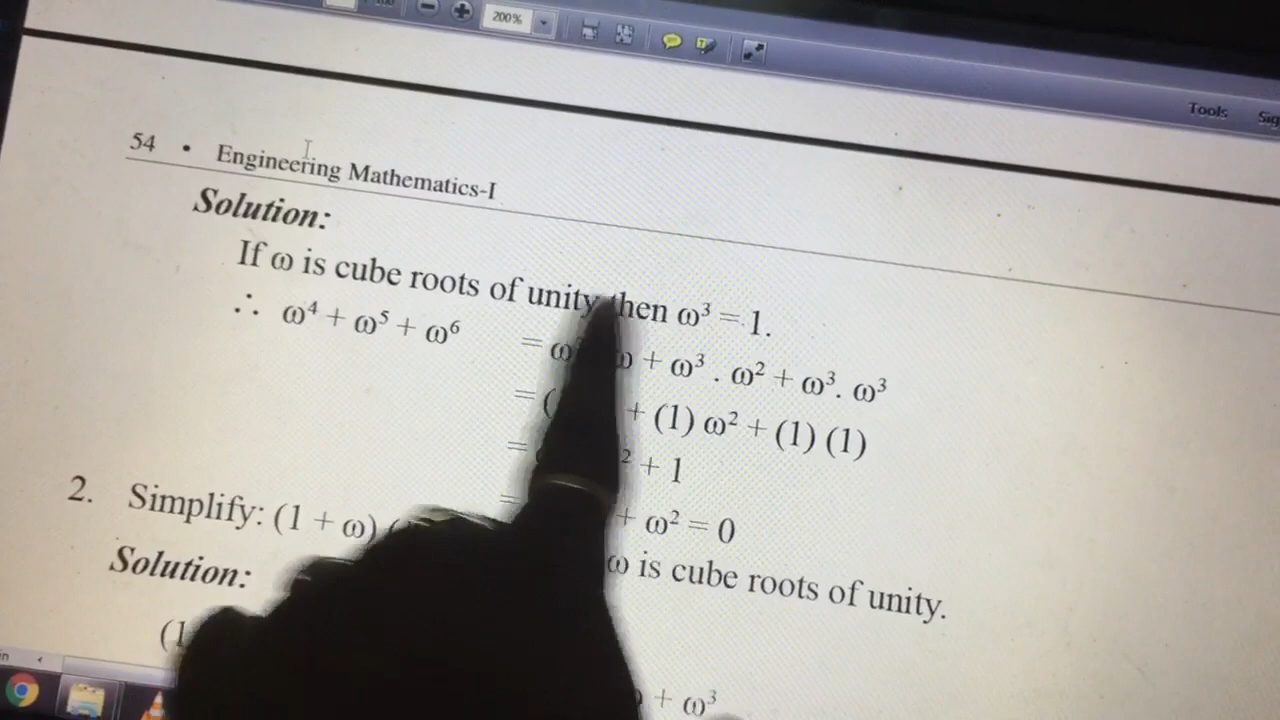 200%
Tools
54 • Engineering Mathematics-I
Solution:
If ω is cube roots of unity then ω³ = 1.
∴ ω⁴ + ω⁵ + ω⁶ = ω + ω³ . ω² + ω³. ω³
= ( + (1) ω² + (1) (1)
= ² + 1
= + ω² = 0
2. Simplify: (1 + ω) ω is cube roots of unity.
Solution:
(1
+ ω³